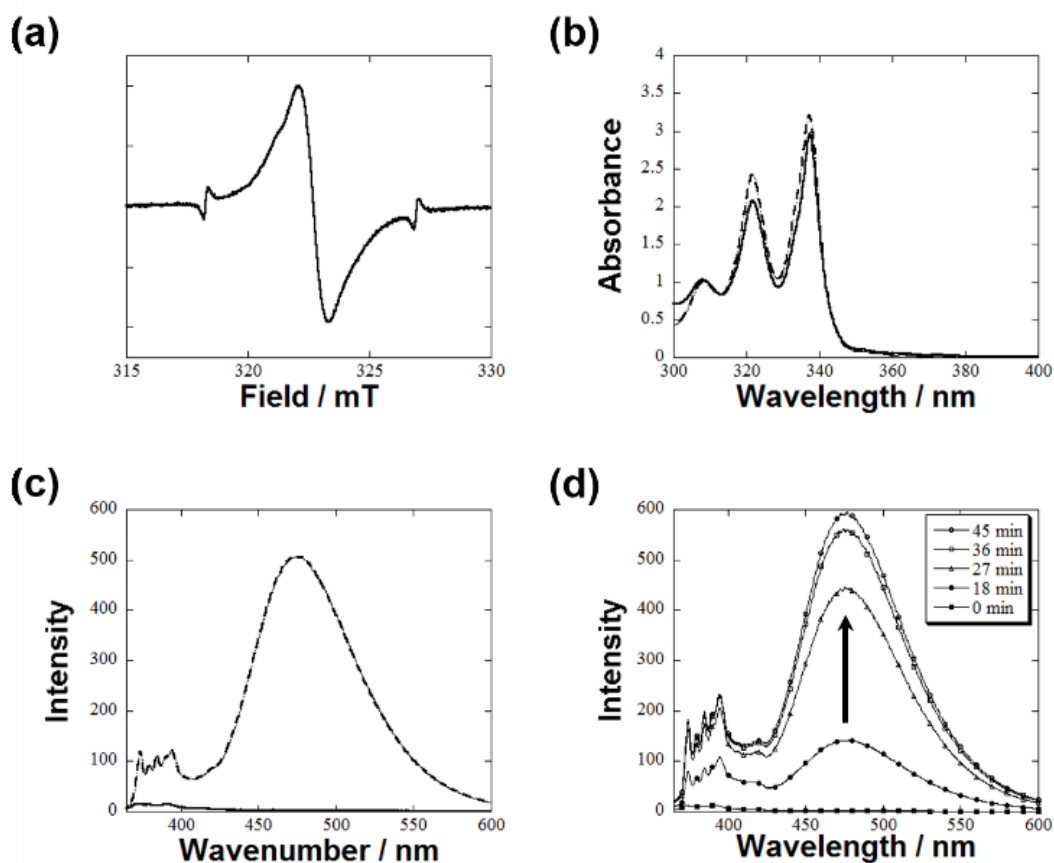 (a)
315
320
325
330
Field / mT
(b)
4
3.5
3
2.5
2
1.5
1
0.5
0
Absorbance
300
320
340
360
380
400
Wavelength / nm
(c)
600
500
400
300
200
100
0
Intensity
400
450
500
550
600
Wavenumber / nm
(d)
600
500
400
300
200
100
0
Intensity
45 min
36 min
27 min
18 min
0 min
400
450
500
550
600
Wavelength / nm